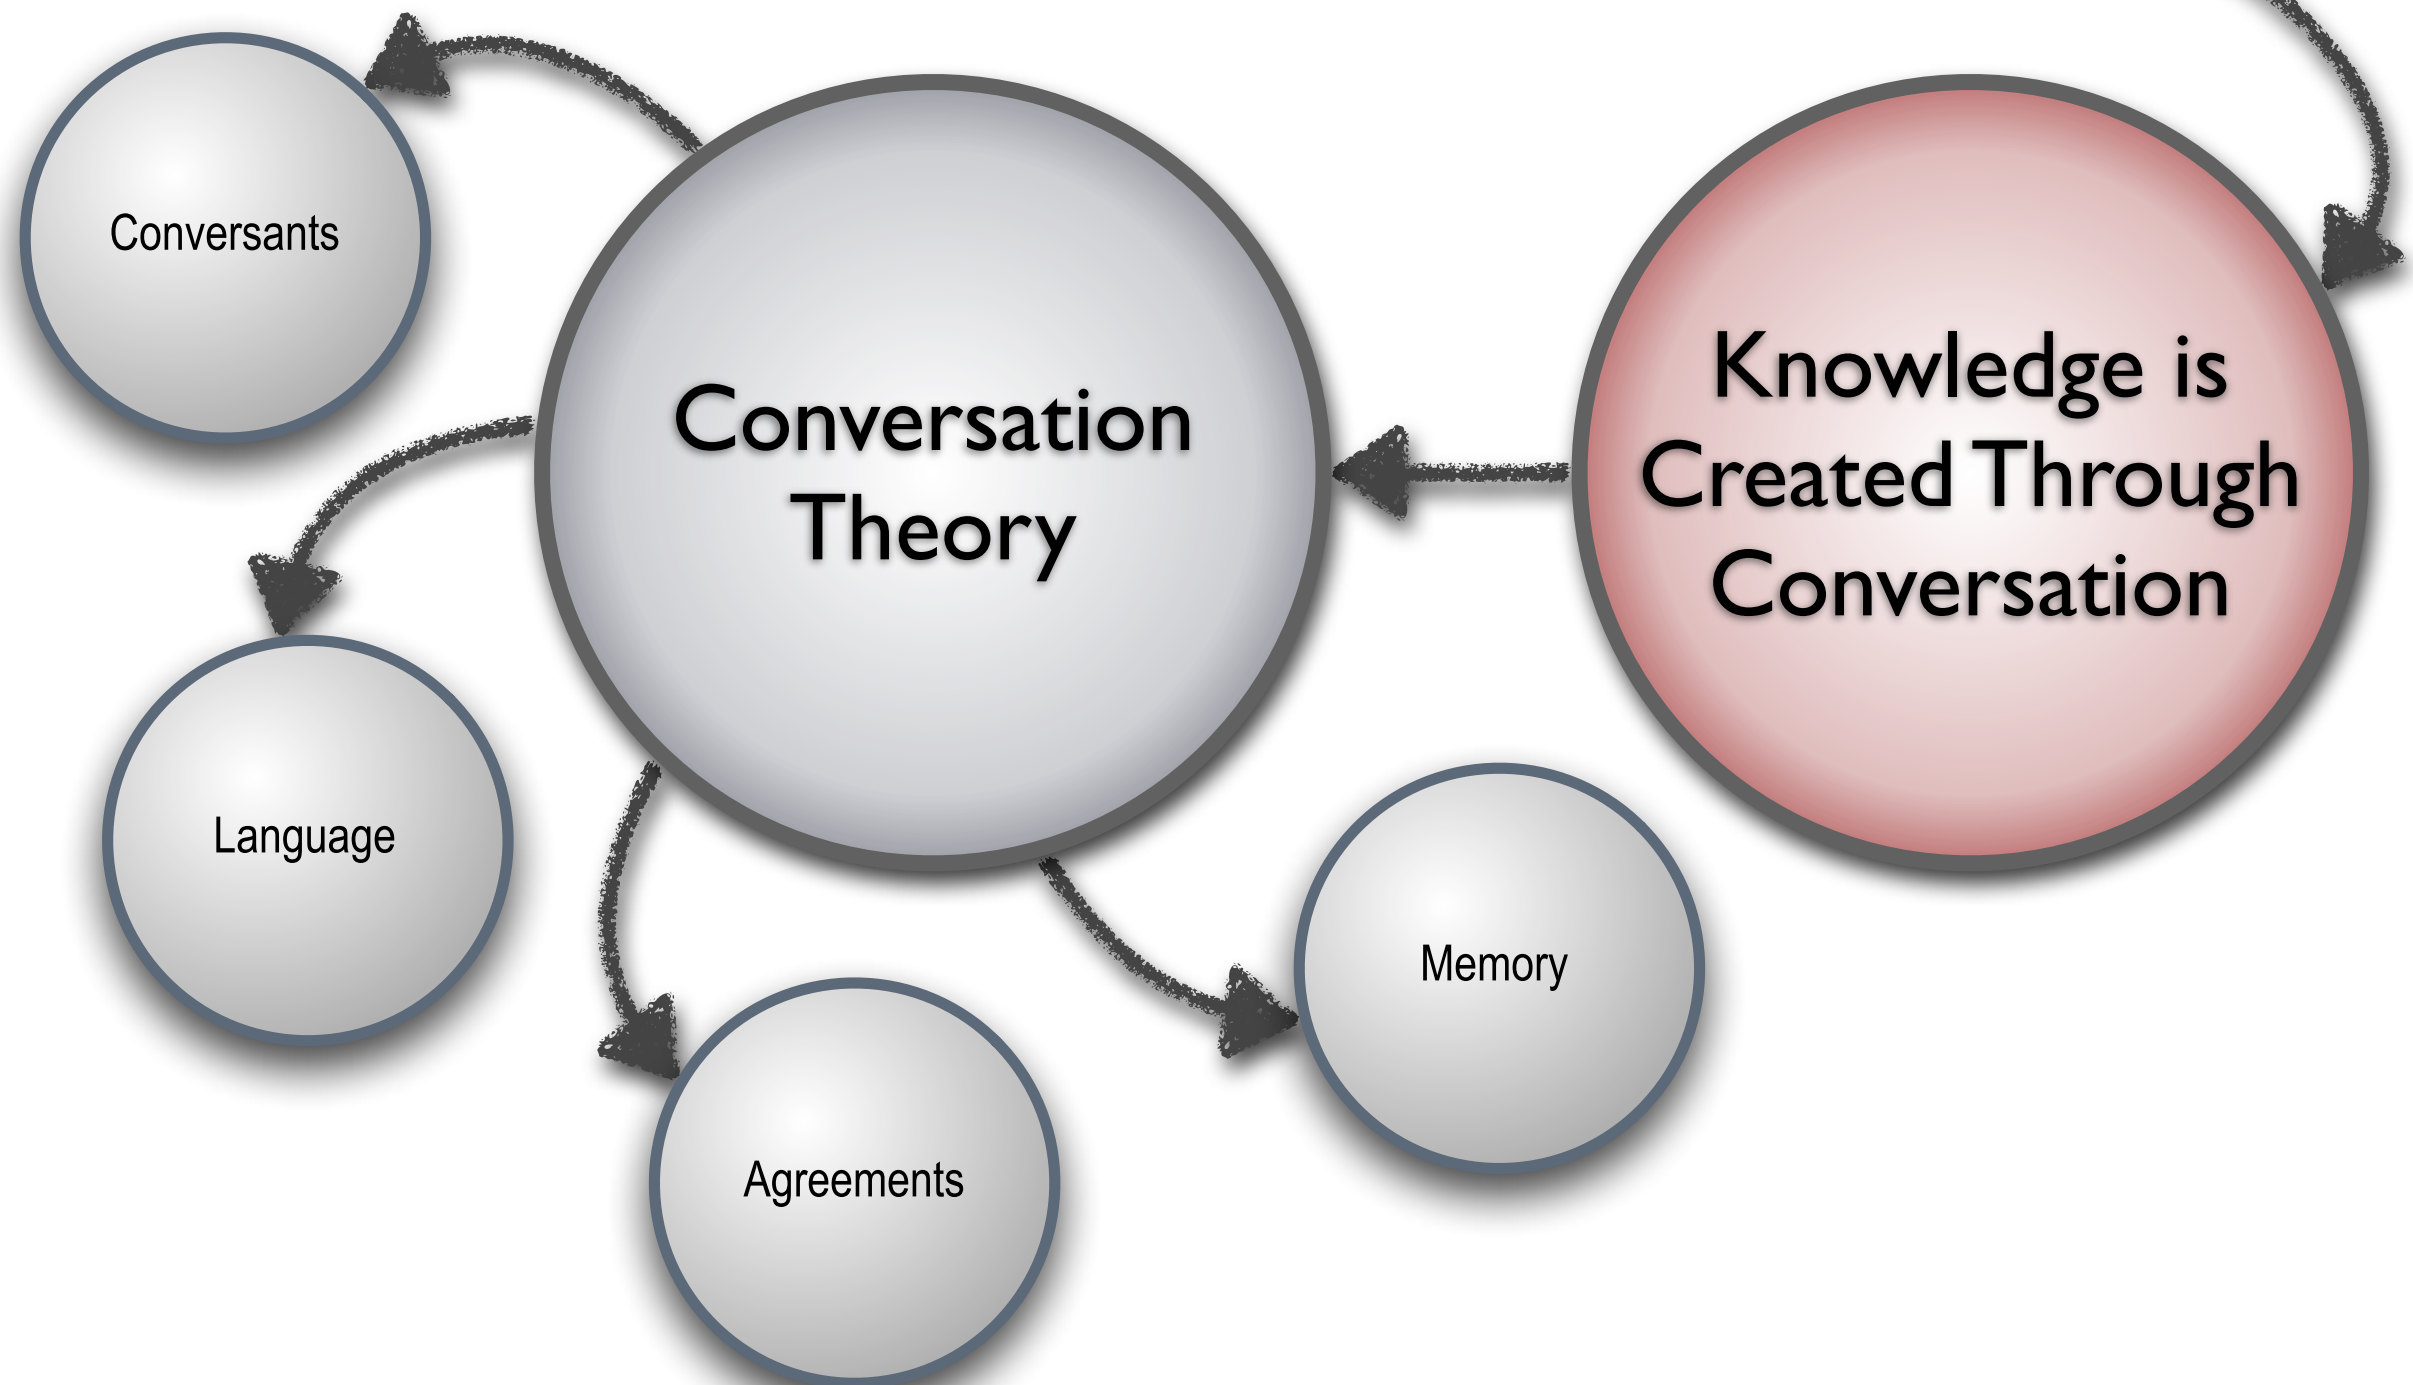 Conversants
Conversation
Theory
Knowledge is
Created Through
Conversation
Language
Memory
Agreements